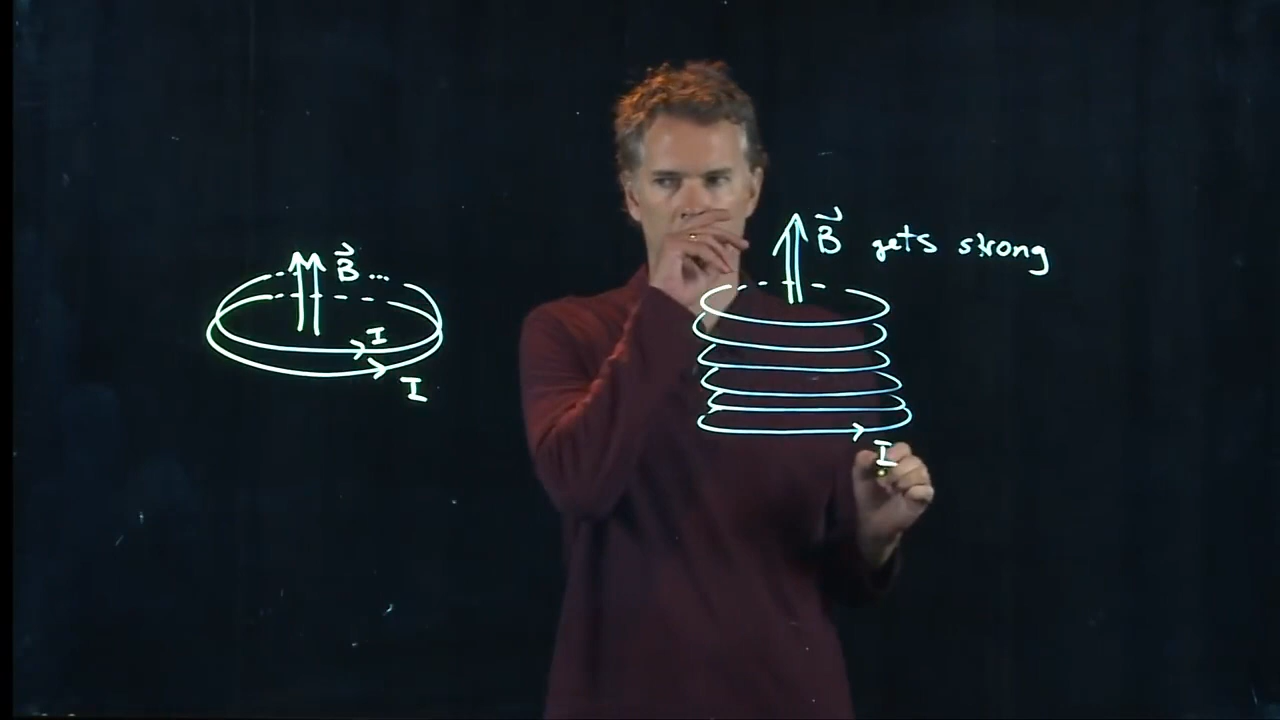 B⃗ ...
I
I
B⃗ gets strong
I